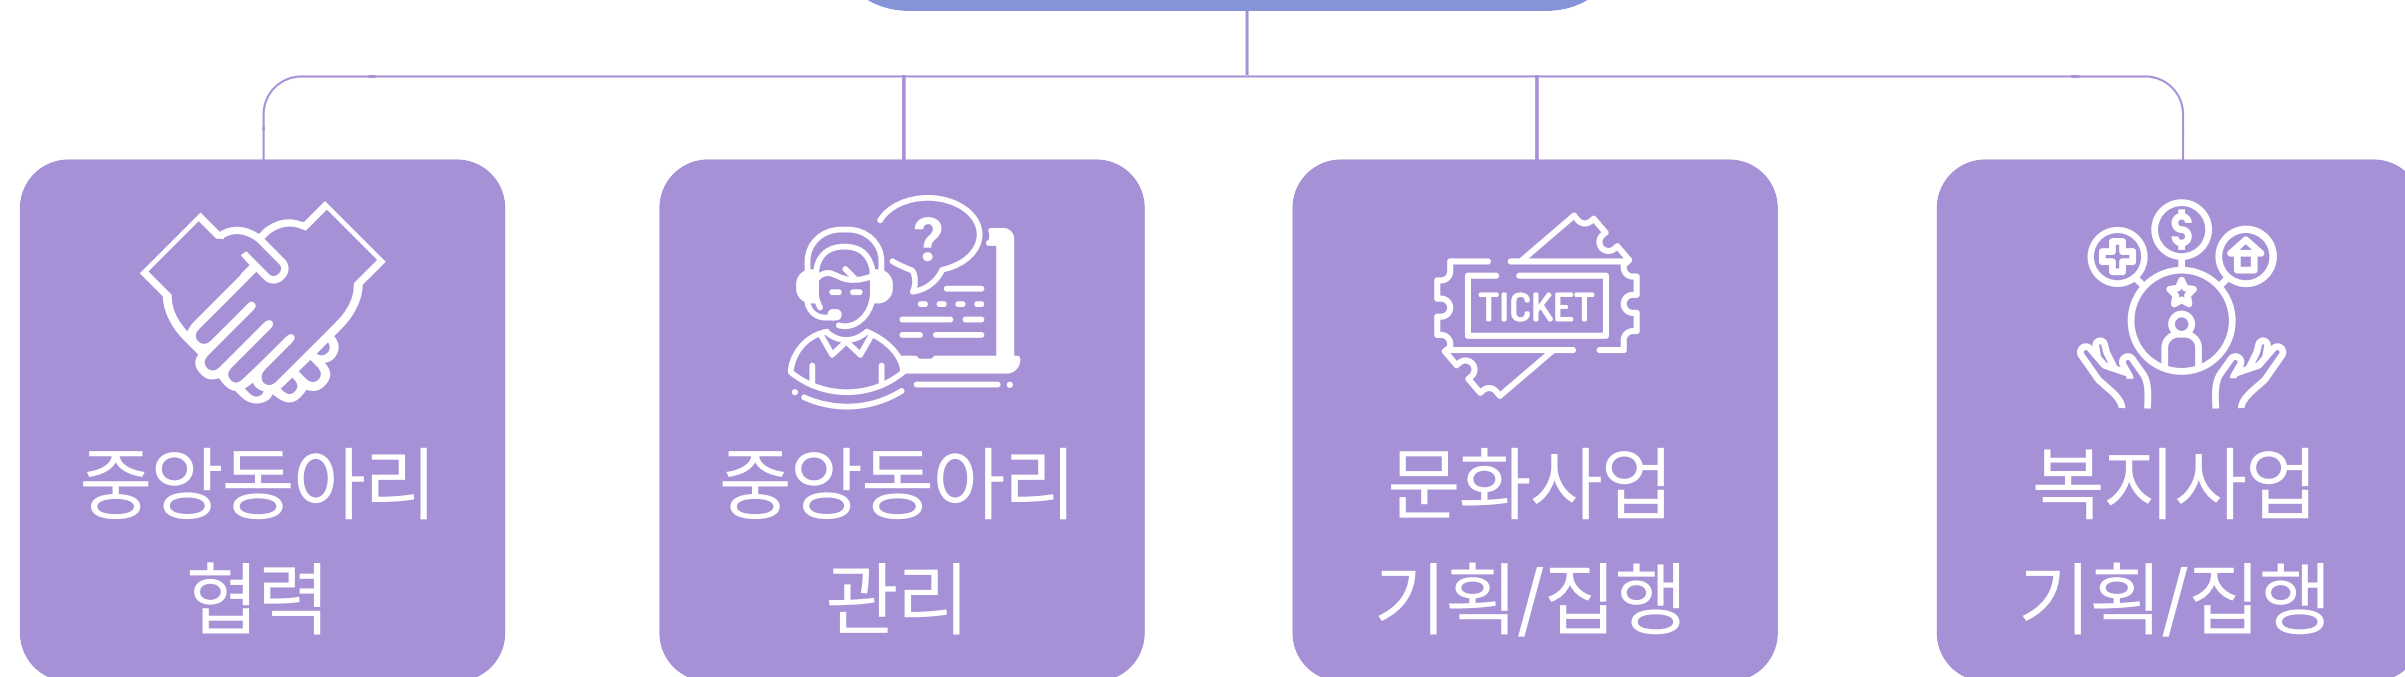 TICKET
중앙동아리
협력
중앙동아리
관리
문화사업
기획/집행
복지사업
기획/집행